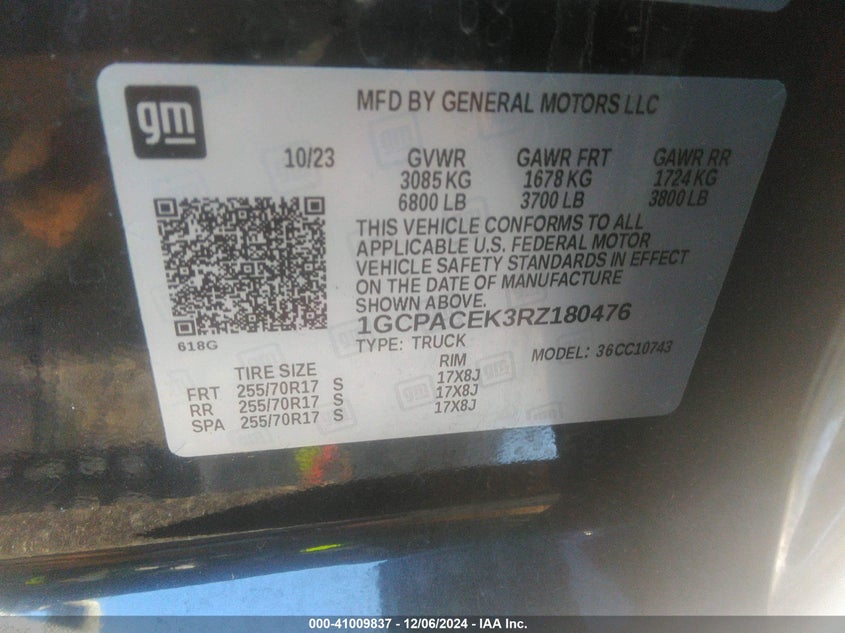 gm
MFD BY GENERAL MOTORS LLC
10/23 GVWR GAWR FRT GAWR RR
3085 KG 1678 KG 1724 KG
6800 LB 3700 LB 3800 LB
THIS VEHICLE CONFORMS TO ALL
APPLICABLE U.S. FEDERAL MOTOR
VEHICLE SAFETY STANDARDS IN EFFECT
ON THE DATE OF MANUFACTURE
SHOWN ABOVE.
1GCPACEK3RZ180476
618G
TYPE: TRUCK MODEL: 36CC10743
TIRE SIZE RIM
FRT 255/70R17 S 17X8J
RR 255/70R17 S 17X8J
SPA 255/70R17 S 17X8J
000-41009837 - 12/06/2024 - IAA Inc.